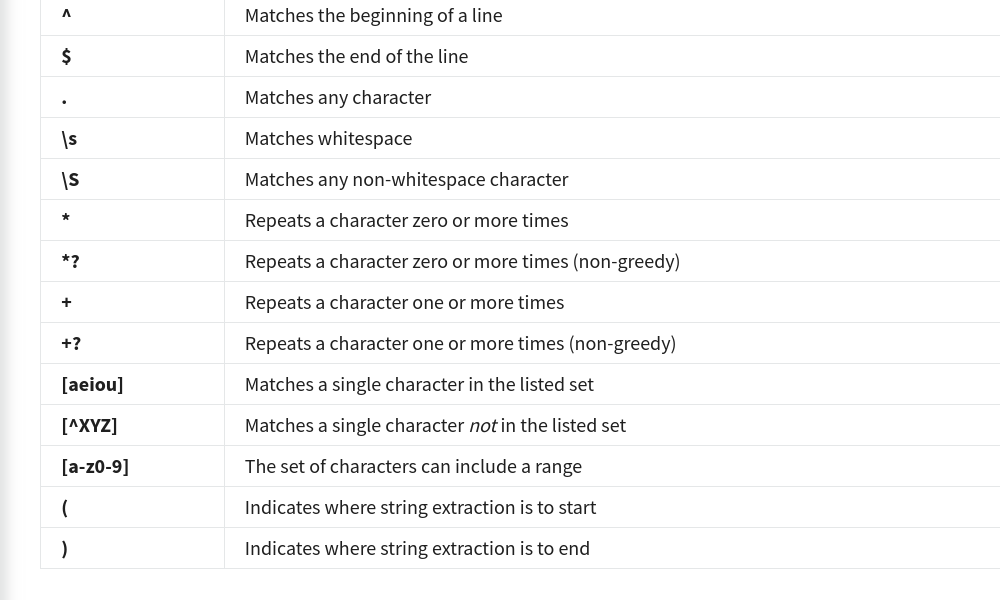 ^ Matches the beginning of a line
$ Matches the end of the line
. Matches any character
\s Matches whitespace
\S Matches any non-whitespace character
* Repeats a character zero or more times
*? Repeats a character zero or more times (non-greedy)
+ Repeats a character one or more times
+? Repeats a character one or more times (non-greedy)
[aeiou] Matches a single character in the listed set
[^XYZ] Matches a single character not in the listed set
[a-z0-9] The set of characters can include a range
( Indicates where string extraction is to start
) Indicates where string extraction is to end